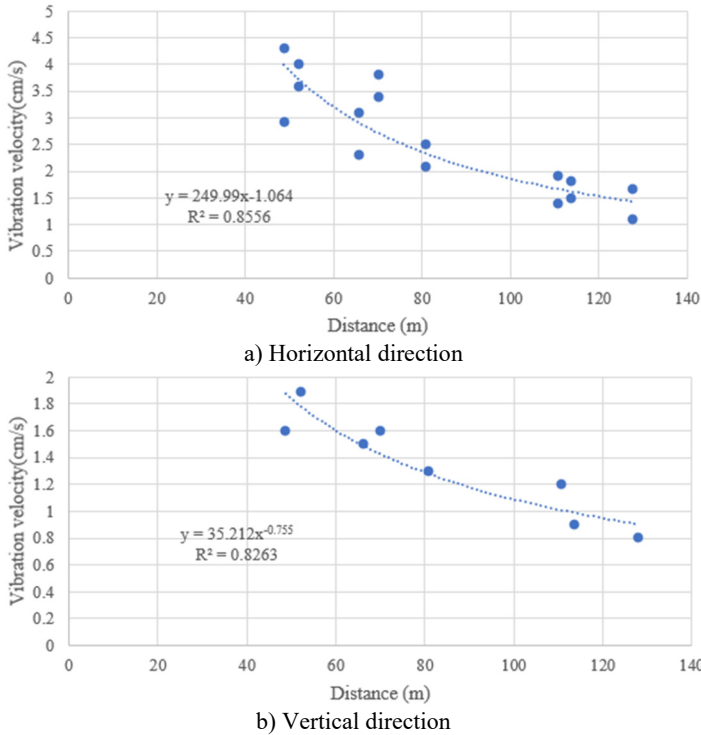 Vibration velocity(cm/s)
5
4.5
4
3.5
3
2.5
2
1.5
1
0.5
0
y = 249.99x-1.064
R² = 0.8556
0 20 40 60 80 100 120 140
Distance (m)
a) Horizontal direction
Vibration velocity(cm/s)
2
1.8
1.6
1.4
1.2
1
0.8
0.6
0.4
0.2
0
y = 35.212x^-0.755
R² = 0.8263
0 20 40 60 80 100 120 140
Distance (m)
b) Vertical direction